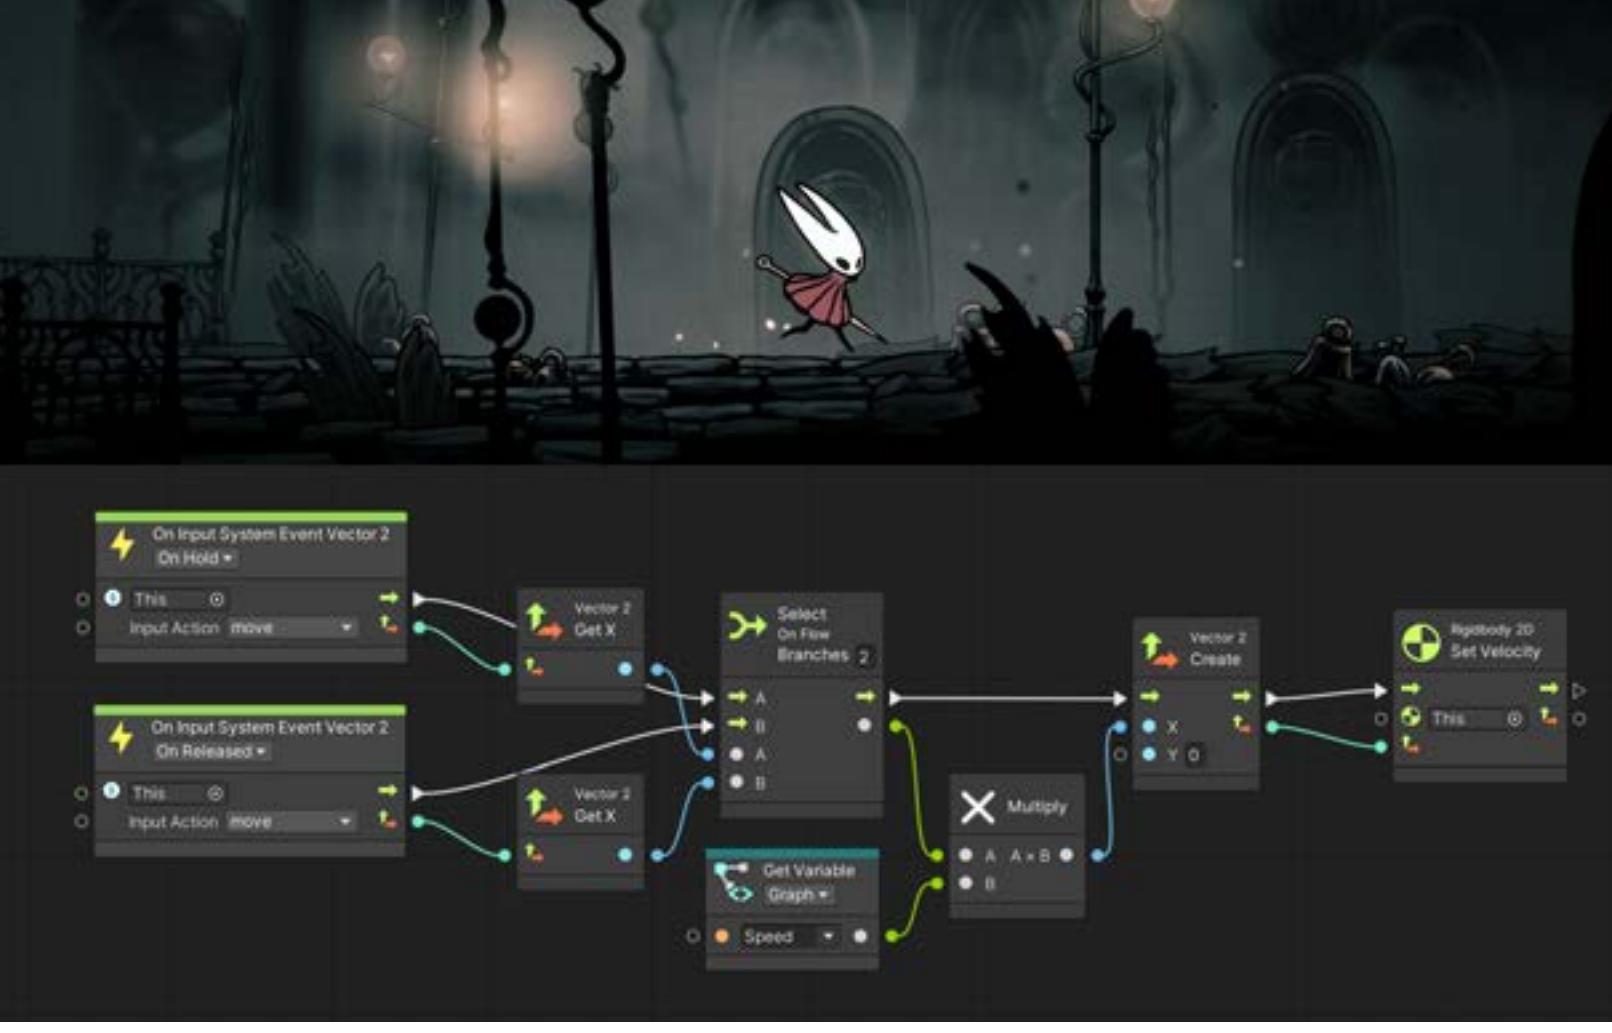 On Input System Event Vector 2
On Hold
This
Input Action move
On Input System Event Vector 2
On Released
This
Input Action move
Vector 2
Get X
Vector 2
Get X
Select
On Flow
Branches 2
A
B
A
B
Get Variable
Graph
Speed
Multiply
A A × B
B
Vector 2
Create
X
Y 0
Rigidbody 2D
Set Velocity
This